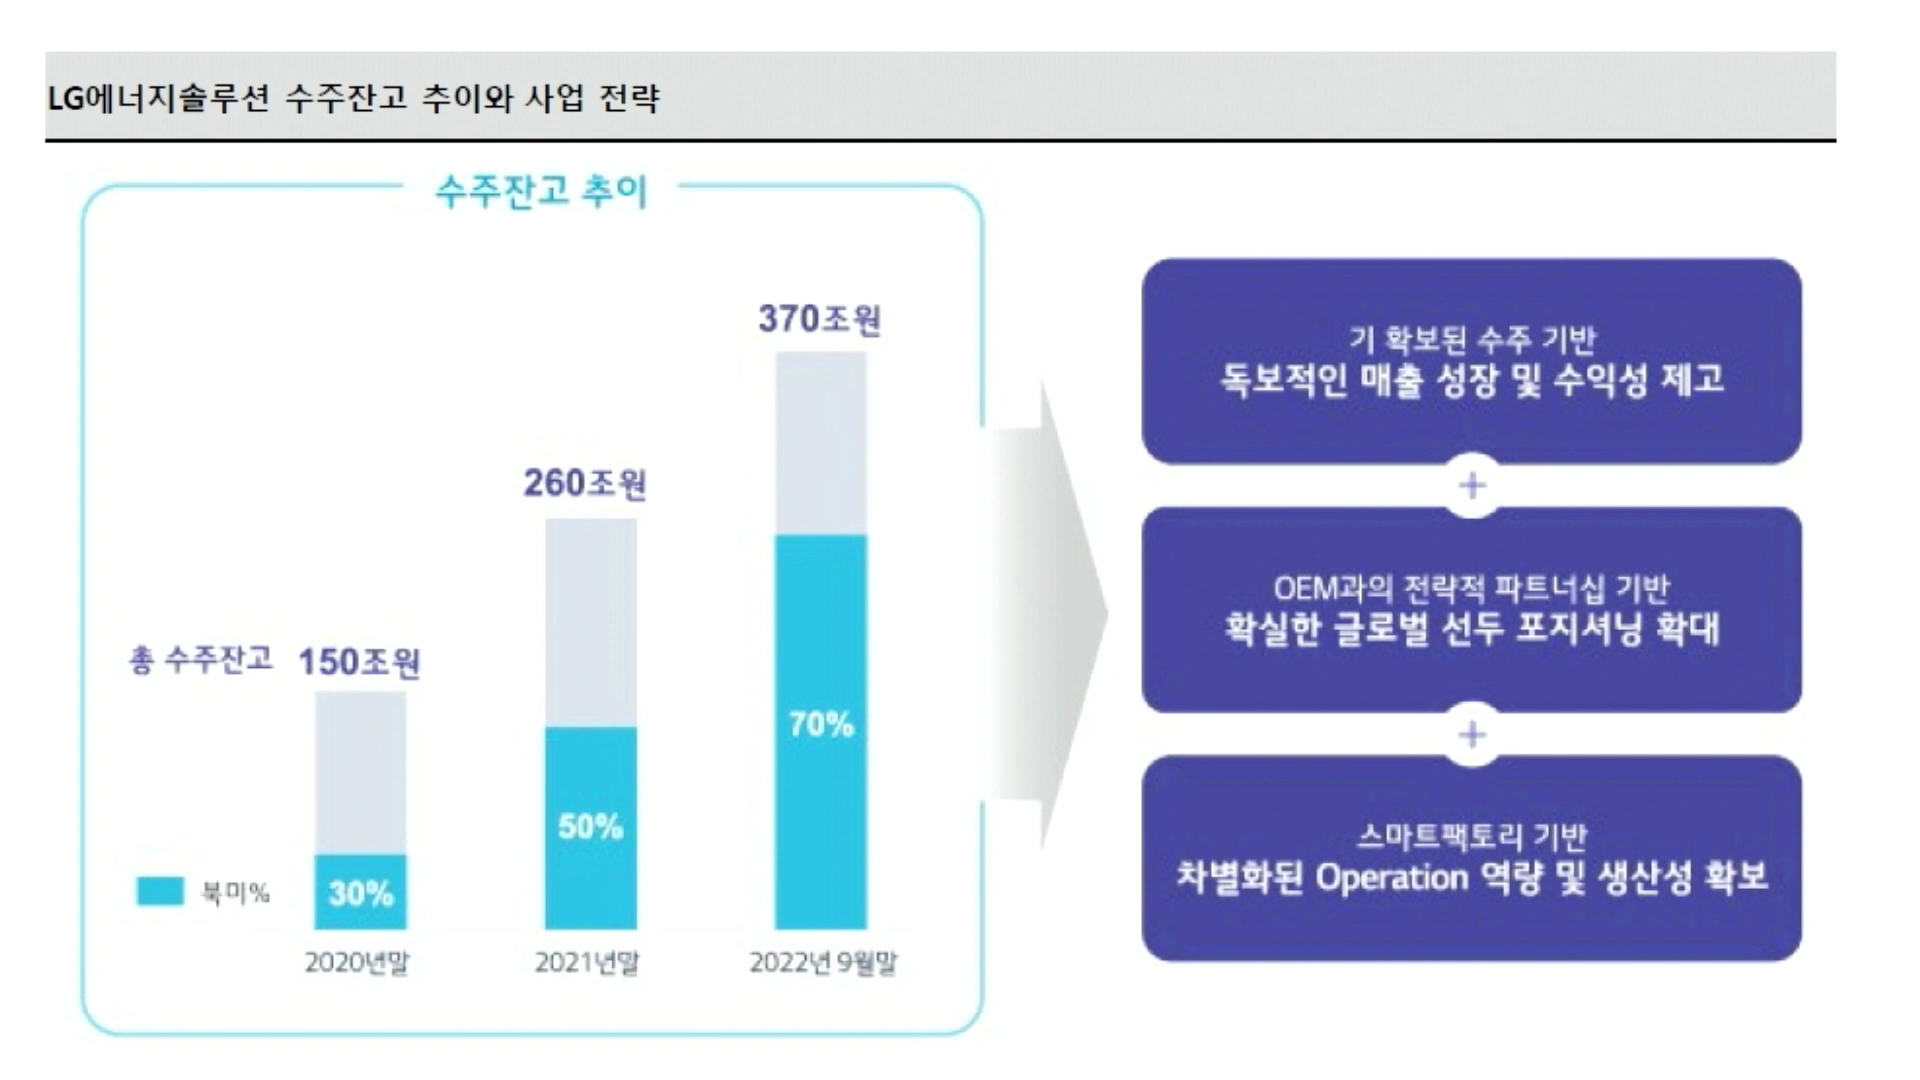 LG에너지솔루션 수주잔고 추이와 사업 전략
수주잔고 추이
370조원
260조원
총 수주잔고 150조원
70%
50%
북미% 30%
2020년말 2021년말 2022년 9월말
기 확보된 수주 기반
독보적인 매출 성장 및 수익성 제고
+
OEM과의 전략적 파트너십 기반
확실한 글로벌 선두 포지셔닝 확대
+
스마트팩토리 기반
차별화된 Operation 역량 및 생산성 확보